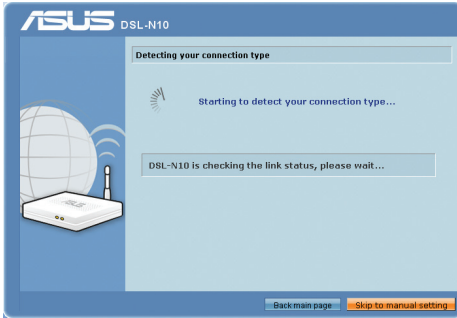 ASUS DSL-N10
Detecting your connection type
Starting to detect your connection type...
DSL-N10 is checking the link status, please wait...
ASUS
Back main page
Skip to manual setting